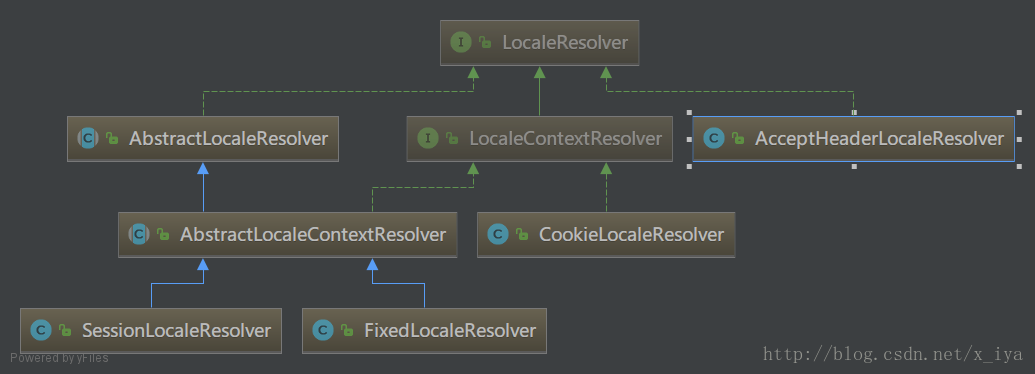 LocaleResolver
AbstractLocaleResolver
LocaleContextResolver
AcceptHeaderLocaleResolver
AbstractLocaleContextResolver
CookieLocaleResolver
SessionLocaleResolver
FixedLocaleResolver
Powered by yFiles
http://blog.csdn.net/x_iya